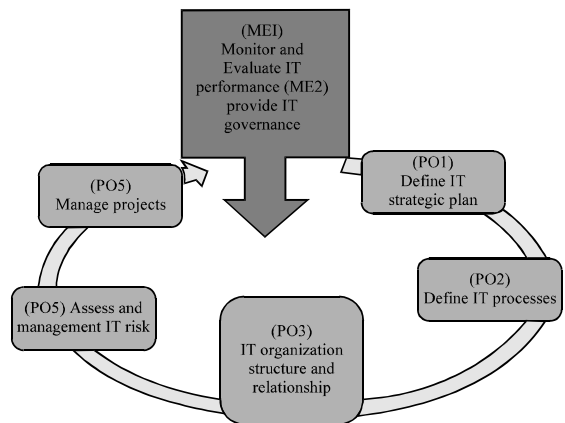 (MEI)
Monitor and
Evaluate IT
performance (ME2)
provide IT
governance
(PO1)
Define IT
strategic plan
(PO2)
Define IT processes
(PO3)
IT organization
structure and
relationship
(PO5) Assess and
management IT risk
(PO5)
Manage projects